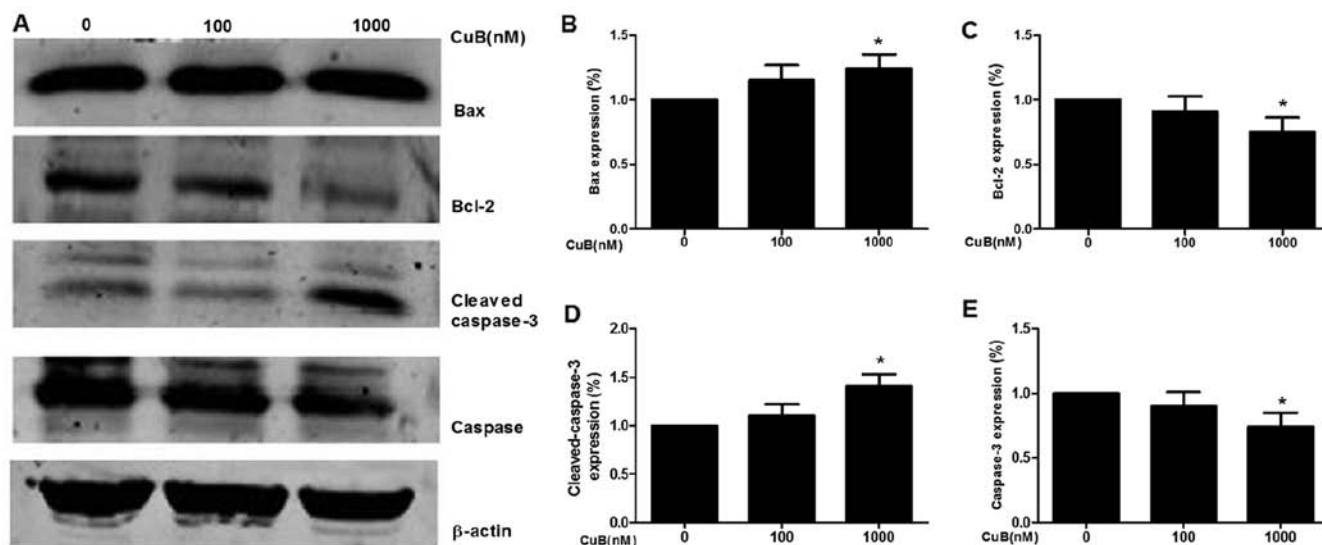 A
0 100 1000
CuB(nM)
Bax
Bcl-2
Cleaved
caspase-3
Caspase
β-actin
B
Bax expression (%)
1.5
1.0
0.5
0.0
*
0 100 1000
CuB(nM)
C
Bcl-2 expression (%)
1.5
1.0
0.5
0.0
*
0 100 1000
CuB(nM)
D
Cleaved-caspase-3
expression (%)
2.0
1.5
1.0
0.5
0.0
*
0 100 1000
CuB(nM)
E
Caspase-3 expression (%)
1.5
1.0
0.5
0.0
*
0 100 1000
CuB(nM)